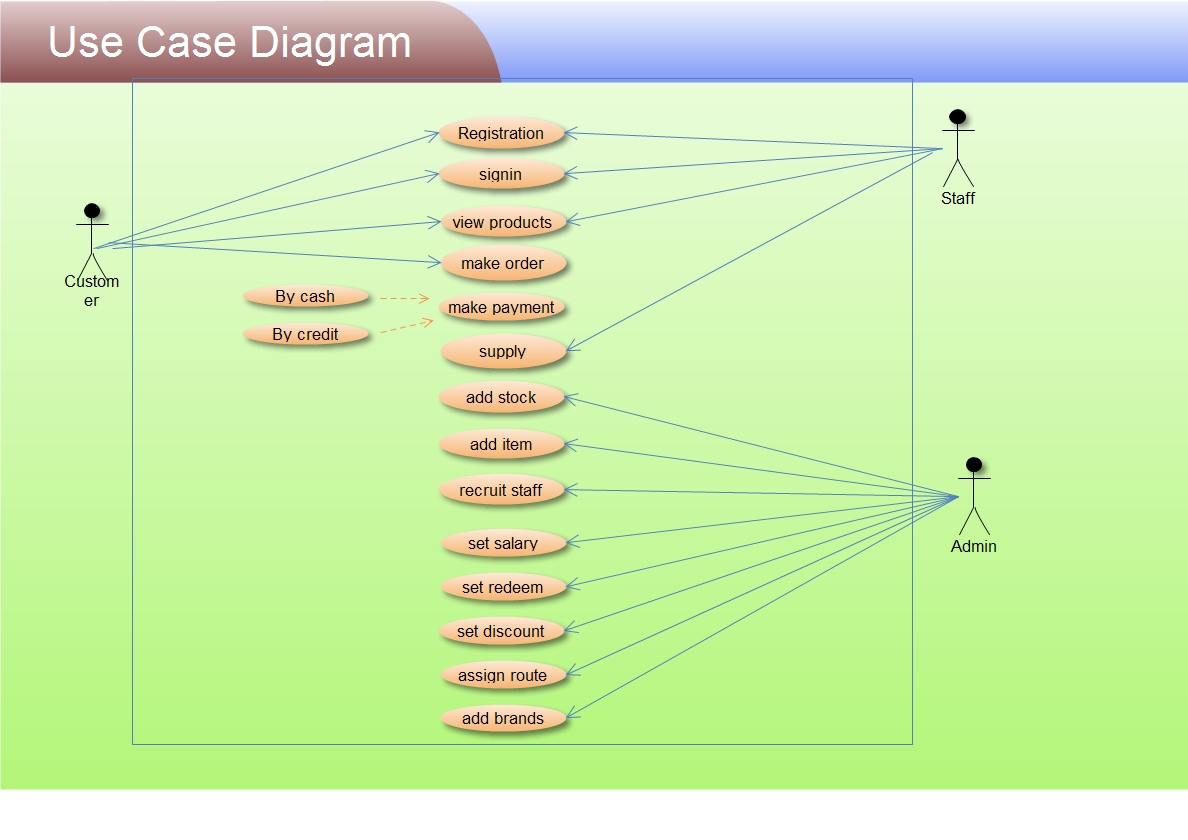 Use Case Diagram
Registration
signin
Staff
view products
make order
Custom
er
By cash
make payment
By credit
supply
add stock
add item
recruit staff
set salary
Admin
set redeem
set discount
assign route
add brands